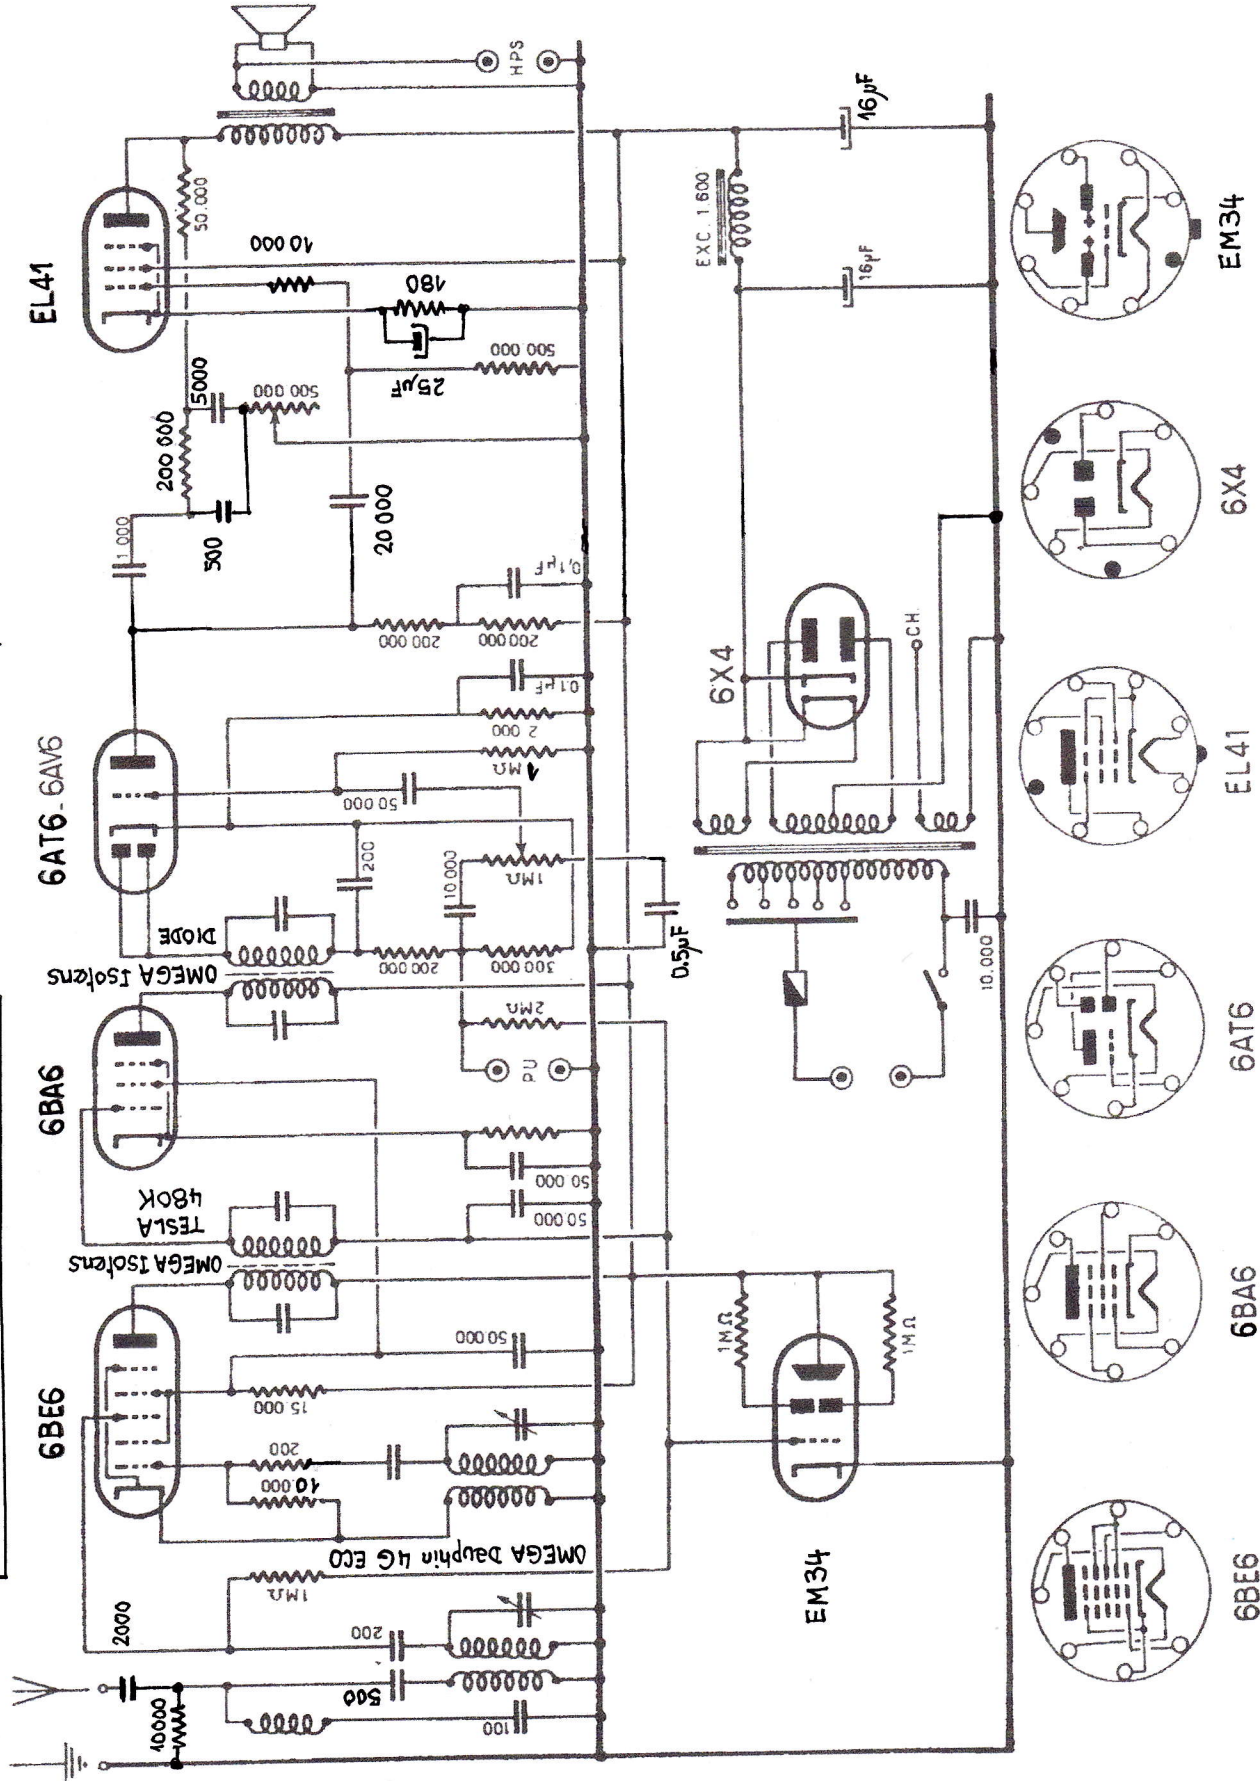 2000
10000
500
100
200
1MΩ
OMEGA Dauphin 4G ECO
6BE6
10.000
200
15.000
50.000
OMEGA Isotens
TESLA
480K
50.000
50.000
6BA6
OMEGA Isotens
DIODE
PU
2MΩ
200.000
300.000
200
10.000
1MΩ
0.5µF
6AT6-6AV6
50.000
1 MΩ
2 000
0.1µF
200.000
200.000
0,1µF
1.000
500
200 000
5000
500 000
20 000
EL41
50.000
10 000
180
25µF
500.000
HPS
EM34
1MΩ
1MΩ
10.000
CH.
6X4
EXC. 1.600
16µF
16µF
6BE6
6BA6
6AT6
EL41
6X4
EM34